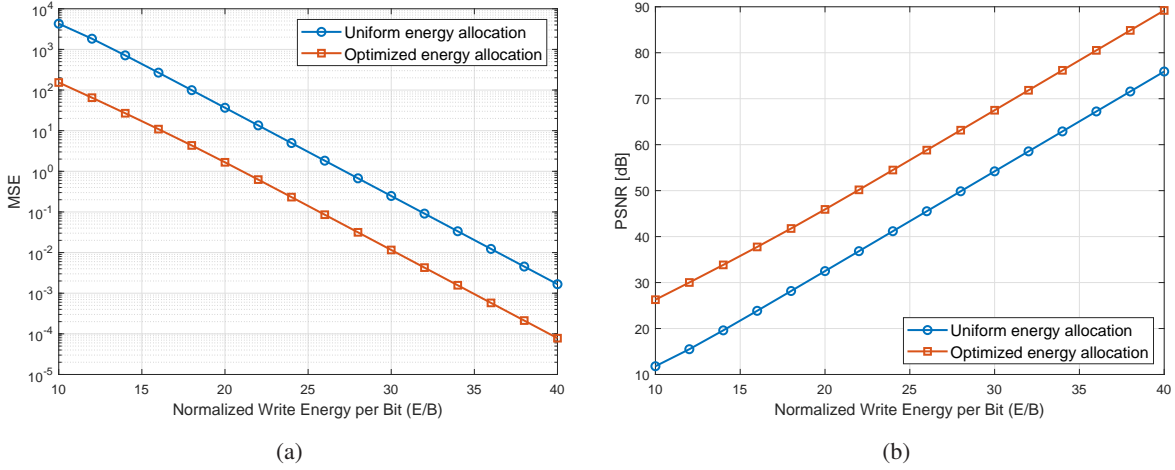 10^4
10^3
10^2
10^1
10^0
10^-1
10^-2
10^-3
10^-4
10^-5
MSE
Uniform energy allocation
Optimized energy allocation
10 15 20 25 30 35 40
Normalized Write Energy per Bit (E/B)
(a)
90
80
70
60
50
40
30
20
10
PSNR [dB]
Uniform energy allocation
Optimized energy allocation
10 15 20 25 30 35 40
Normalized Write Energy per Bit (E/B)
(b)